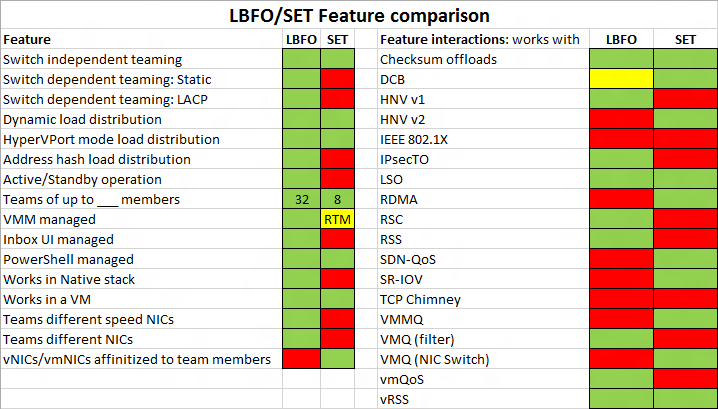 LBFO/SET Feature comparison
Feature LBFO SET Feature interactions: works with LBFO SET
Switch independent teaming Checksum offloads
Switch dependent teaming: Static DCB
Switch dependent teaming: LACP HNV v1
Dynamic load distribution HNV v2
HyperVPort mode load distribution IEEE 802.1X
Address hash load distribution IPsecTO
Active/Standby operation LSO
Teams of up to ___ members 32 8 RDMA
VMM managed RTM RSC
Inbox UI managed RSS
PowerShell managed SDN-QoS
Works in Native stack SR-IOV
Works in a VM TCP Chimney
Teams different speed NICs VMMQ
Teams different NICs VMQ (filter)
vNICs/vmNICs affinitized to team members VMQ (NIC Switch)
vmQoS
vRSS